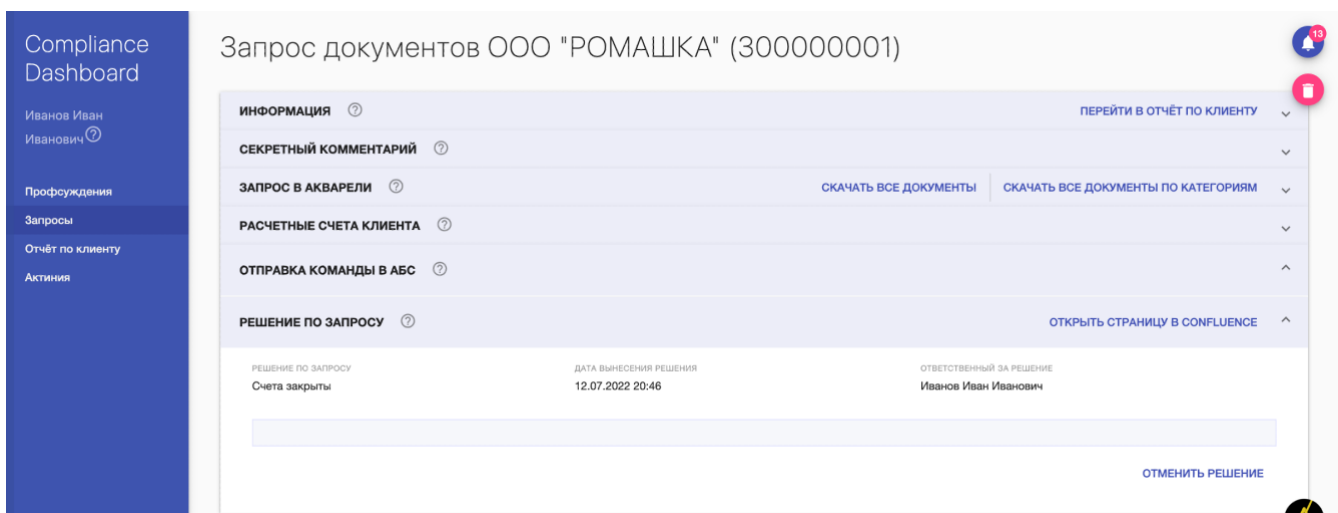 Compliance
Dashboard
Иванов Иван
Иванович
Профсуждения
Запросы
Отчёт по клиенту
Актиния
Запрос документов ООО "РОМАШКА" (300000001)
13
ИНФОРМАЦИЯ ? ПЕРЕЙТИ В ОТЧЁТ ПО КЛИЕНТУ
СЕКРЕТНЫЙ КОММЕНТАРИЙ ?
ЗАПРОС В АКВАРЕЛИ ? СКАЧАТЬ ВСЕ ДОКУМЕНТЫ СКАЧАТЬ ВСЕ ДОКУМЕНТЫ ПО КАТЕГОРИЯМ
РАСЧЕТНЫЕ СЧЕТА КЛИЕНТА ?
ОТПРАВКА КОМАНДЫ В АБС ?
РЕШЕНИЕ ПО ЗАПРОСУ ? ОТКРЫТЬ СТРАНИЦУ В CONFLUENCE
РЕШЕНИЕ ПО ЗАПРОСУ ДАТА ВЫНЕСЕНИЯ РЕШЕНИЯ ОТВЕТСТВЕННЫЙ ЗА РЕШЕНИЕ
Счета закрыты 12.07.2022 20:46 Иванов Иван Иванович
ОТМЕНИТЬ РЕШЕНИЕ